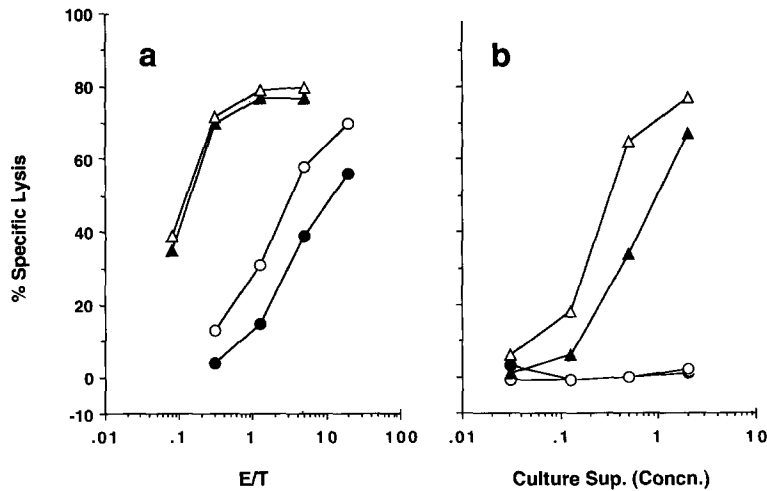 a
b
% Specific Lysis
100
80
60
40
20
0
-10
.01 .1 1 10 100
E/T
.01 .1 1 10
Culture Sup. (Concn.)